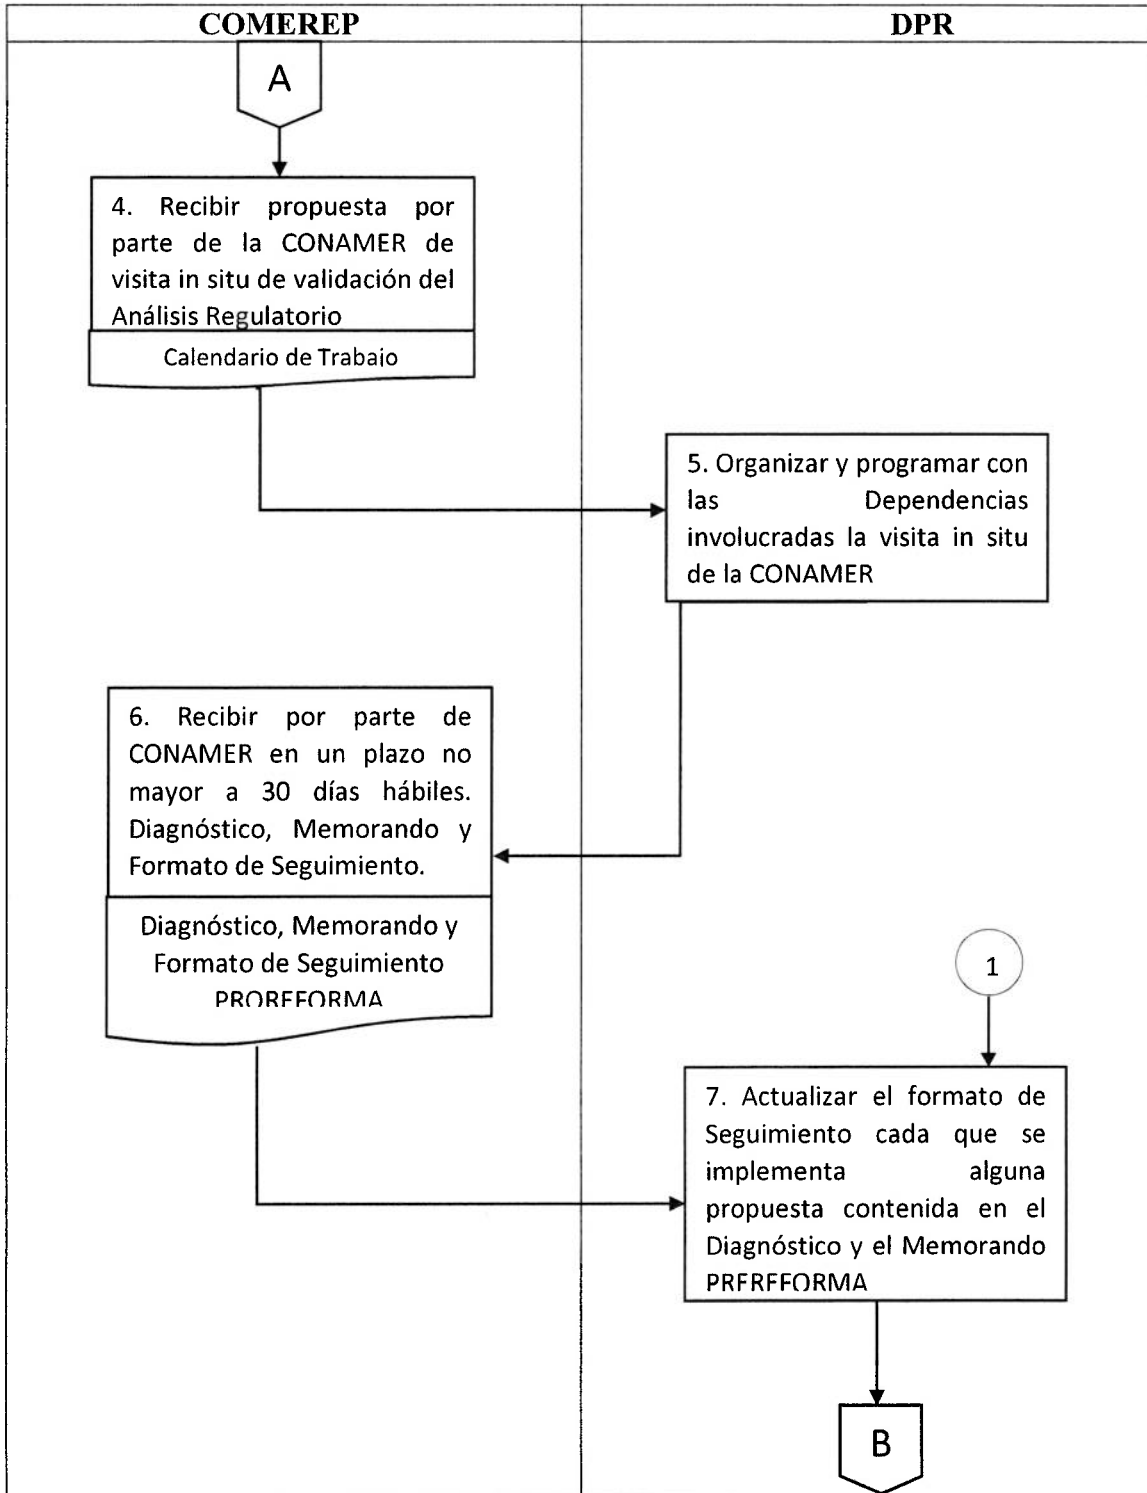 COMEREP
DPR
A
4. Recibir propuesta por
parte de la CONAMER de
visita in situ de validación del
Análisis Regulatorio
Calendario de Trabajo
5. Organizar y programar con
las Dependencias
involucradas la visita in situ
de la CONAMER
6. Recibir por parte de
CONAMER en un plazo no
mayor a 30 días hábiles.
Diagnóstico, Memorando y
Formato de Seguimiento.
Diagnóstico, Memorando y
Formato de Seguimiento
PROREFORMA
1
7. Actualizar el formato de
Seguimiento cada que se
implementa alguna
propuesta contenida en el
Diagnóstico y el Memorando
PREREFORMA
B